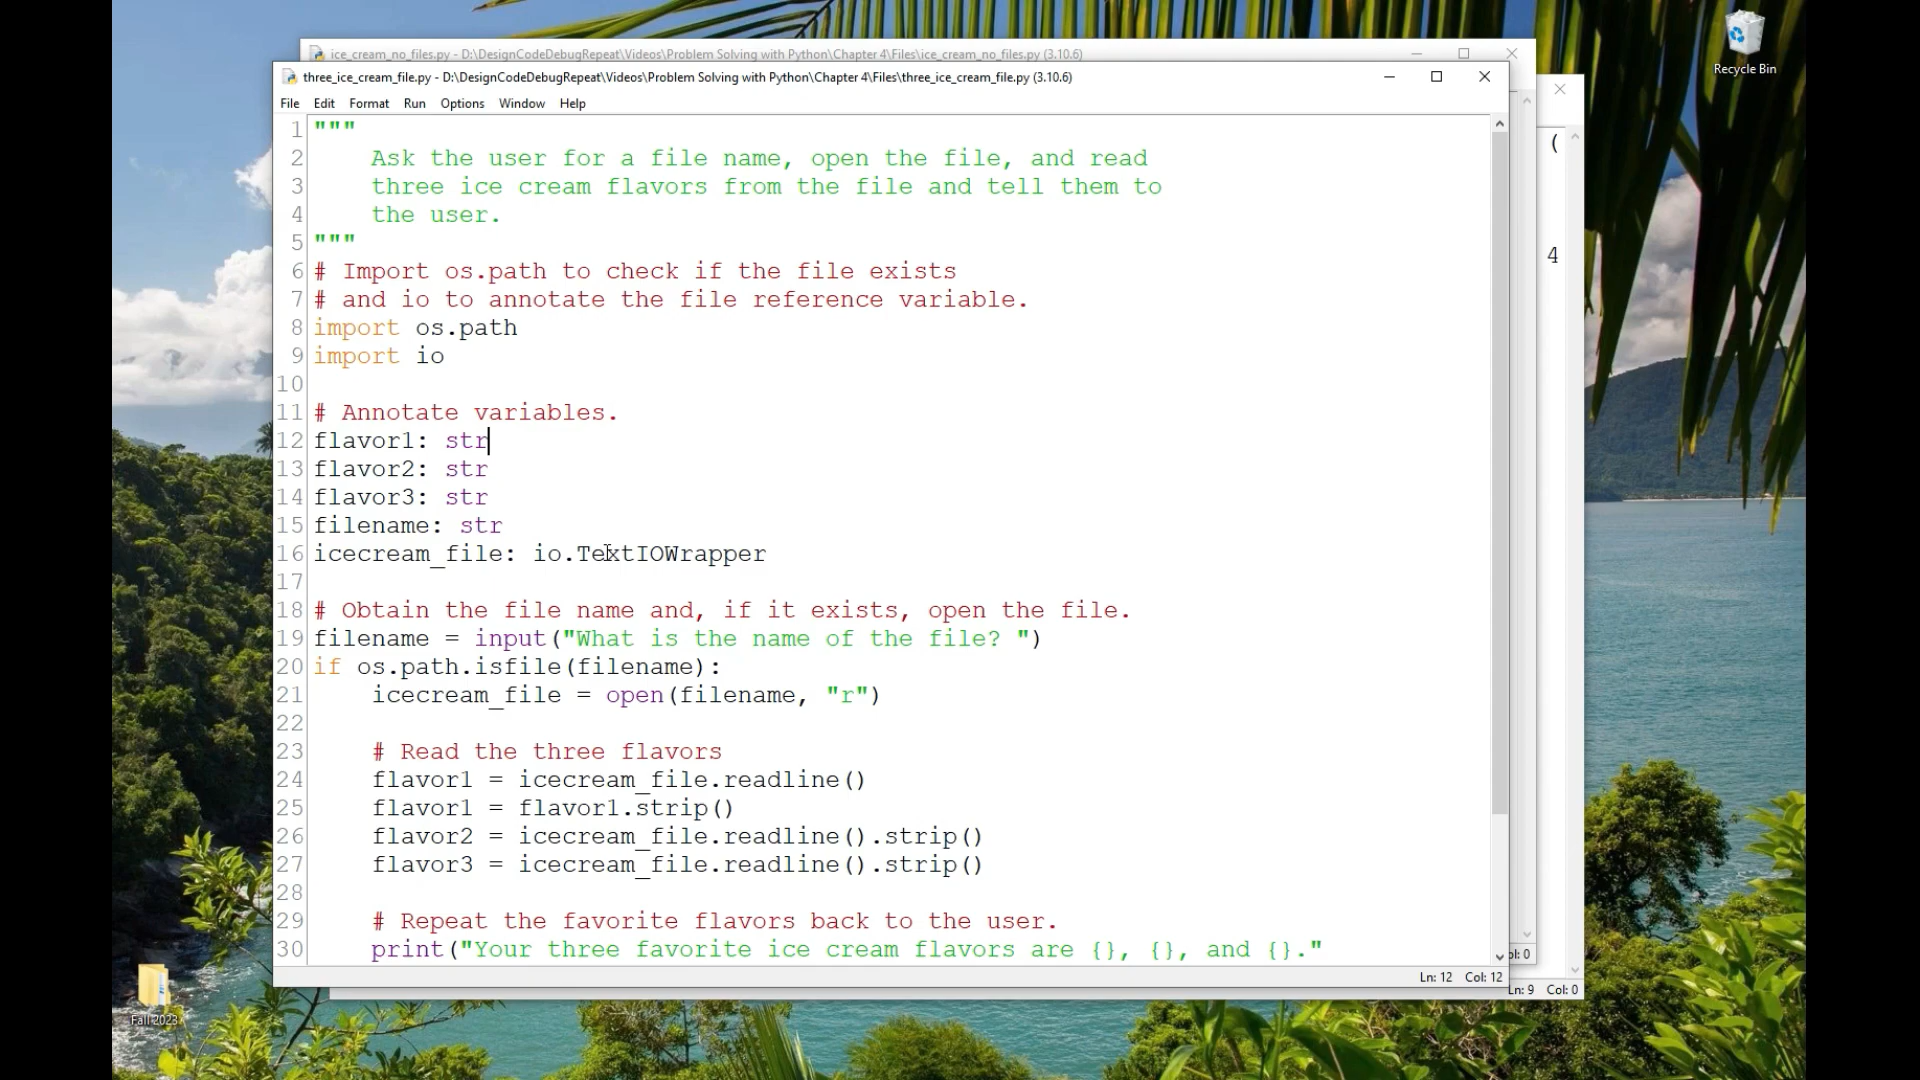 ice_cream_no_files.py - D:\DesignCodeDebugRepeat\Videos\Problem Solving with Python\Chapter 4\Files\ice_cream_no_files.py (3.10.6)
three_ice_cream_file.py - D:\DesignCodeDebugRepeat\Videos\Problem Solving with Python\Chapter 4\Files\three_ice_cream_file.py (3.10.6)
File Edit Format Run Options Window Help
1 """
2     Ask the user for a file name, open the file, and read
3     three ice cream flavors from the file and tell them to
4     the user.
5 """
6 # Import os.path to check if the file exists
7 # and io to annotate the file reference variable.
8 import os.path
9 import io
10
11 # Annotate variables.
12 flavor1: str
13 flavor2: str
14 flavor3: str
15 filename: str
16 icecream_file: io.TextIOWrapper
17
18 # Obtain the file name and, if it exists, open the file.
19 filename = input("What is the name of the file? ")
20 if os.path.isfile(filename):
21     icecream_file = open(filename, "r")
22
23     # Read the three flavors
24     flavor1 = icecream_file.readline()
25     flavor1 = flavor1.strip()
26     flavor2 = icecream_file.readline().strip()
27     flavor3 = icecream_file.readline().strip()
28
29     # Repeat the favorite flavors back to the user.
30     print("Your three favorite ice cream flavors are {}, {}, and {}."
Ln: 12 Col: 12
(
4
ol: 0
Ln: 9 Col: 0
Recycle Bin
Fall 2023